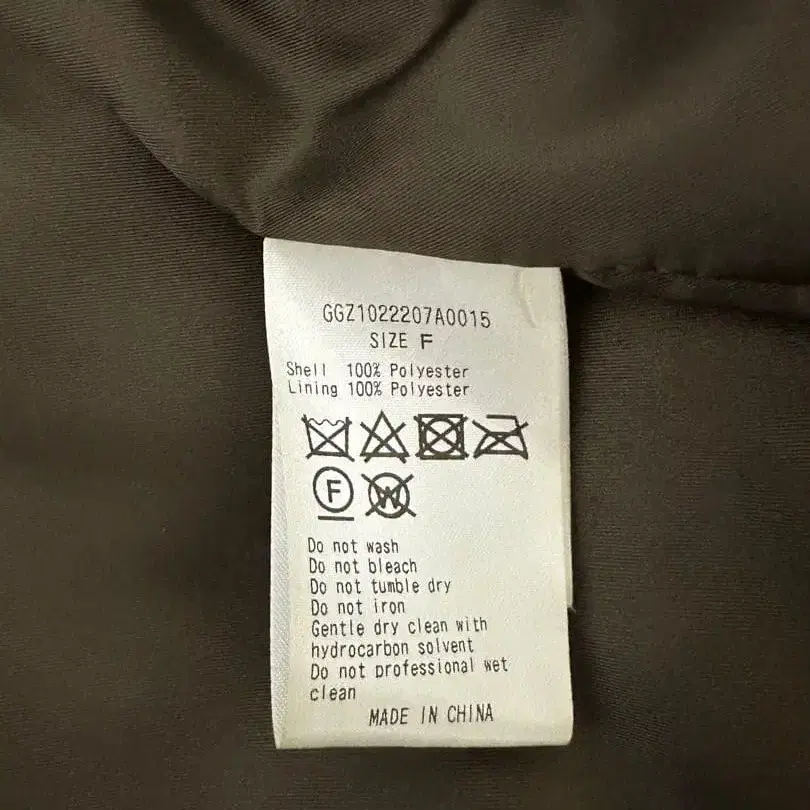 GGZ1022207A0015
SIZE F
Shell 100% Polyester
Lining 100% Polyester
F W
Do not wash
Do not bleach
Do not tumble dry
Do not iron
Gentle dry clean with
hydrocarbon solvent
Do not professional wet
clean
MADE IN CHINA